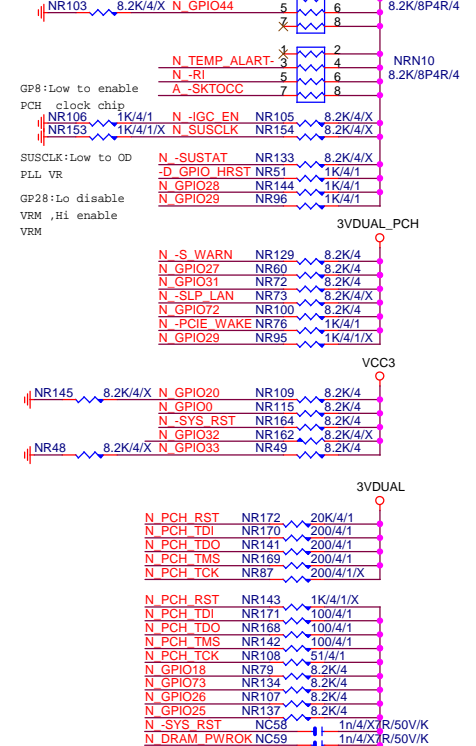 NR103 8.2K/4/X N_GPIO44 5 6 8.2K/8P4R/4
7 8
1 2
N_TEMP_ALART- 3 4 NRN10
N_-RI 5 6 8.2K/8P4R/4
A_-SKTOCC 7 8
GP8:Low to enable
PCH clock chip
NR106 1K/4/1 N_-IGC_EN NR105 8.2K/4/X
NR153 1K/4/1/X N_SUSCLK NR154 8.2K/4/X
SUSCLK:Low to OD
PLL VR
N_-SUSTAT NR133 8.2K/4/X
-D_GPIO_HRST NR51 1K/4/1
N_GPIO28 NR144 1K/4/1
N_GPIO29 NR96 1K/4/1
GP28:Lo disable
VRM ,Hi enable
VRM
3VDUAL_PCH
N_-S_WARN NR129 8.2K/4
N_GPIO27 NR60 8.2K/4
N_GPIO31 NR72 8.2K/4
N_-SLP_LAN NR73 8.2K/4/X
N_GPIO72 NR100 8.2K/4
N_-PCIE_WAKE NR76 1K/4/1
N_GPIO29 NR95 1K/4/1/X
VCC3
NR145 8.2K/4/X N_GPIO20 NR109 8.2K/4
N_GPIO0 NR115 8.2K/4
N_-SYS_RST NR164 8.2K/4
N_GPIO32 NR162 8.2K/4/X
NR48 8.2K/4/X N_GPIO33 NR49 8.2K/4
3VDUAL
N_PCH_RST NR172 20K/4/1
N_PCH_TDI NR170 200/4/1
N_PCH_TDO NR141 200/4/1
N_PCH_TMS NR169 200/4/1
N_PCH_TCK NR87 200/4/1/X
N_PCH_RST NR143 1K/4/1/X
N_PCH_TDI NR171 100/4/1
N_PCH_TDO NR168 100/4/1
N_PCH_TMS NR142 100/4/1
N_PCH_TCK NR108 51/4/1
N_GPIO18 NR79 8.2K/4
N_GPIO73 NR134 8.2K/4
N_GPIO26 NR107 8.2K/4
N_GPIO25 NR137 8.2K/4
N_-SYS_RST NC58 1n/4/X7R/50V/K
N_DRAM_PWROK NC59 1n/4/X7R/50V/K